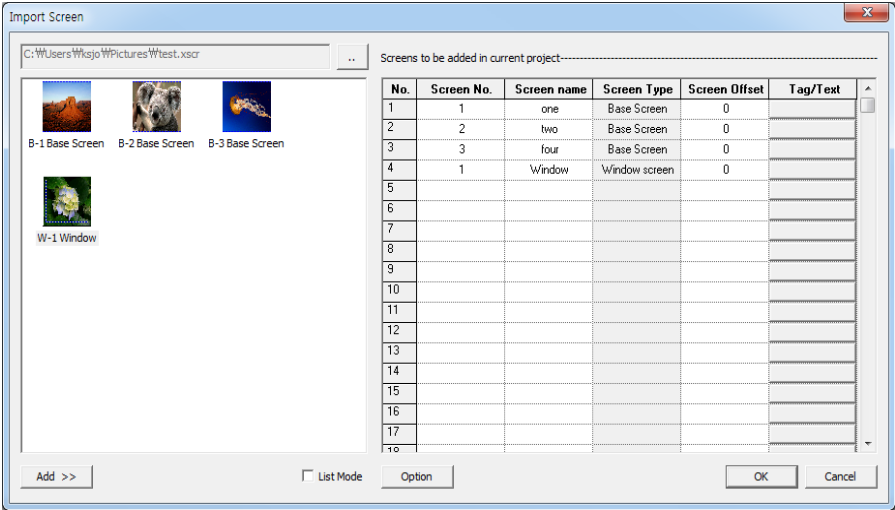 Import Screen
C:₩Users₩ksjo₩Pictures₩test.xscr
..
B-1 Base Screen B-2 Base Screen B-3 Base Screen
W-1 Window
Add >>
List Mode
Screens to be added in current project
No. Screen No. Screen name Screen Type Screen Offset Tag/Text
1 1 one Base Screen 0
2 2 two Base Screen 0
3 3 four Base Screen 0
4 1 Window Window screen 0
5
6
7
8
9
10
11
12
13
14
15
16
17
18
Option
OK Cancel